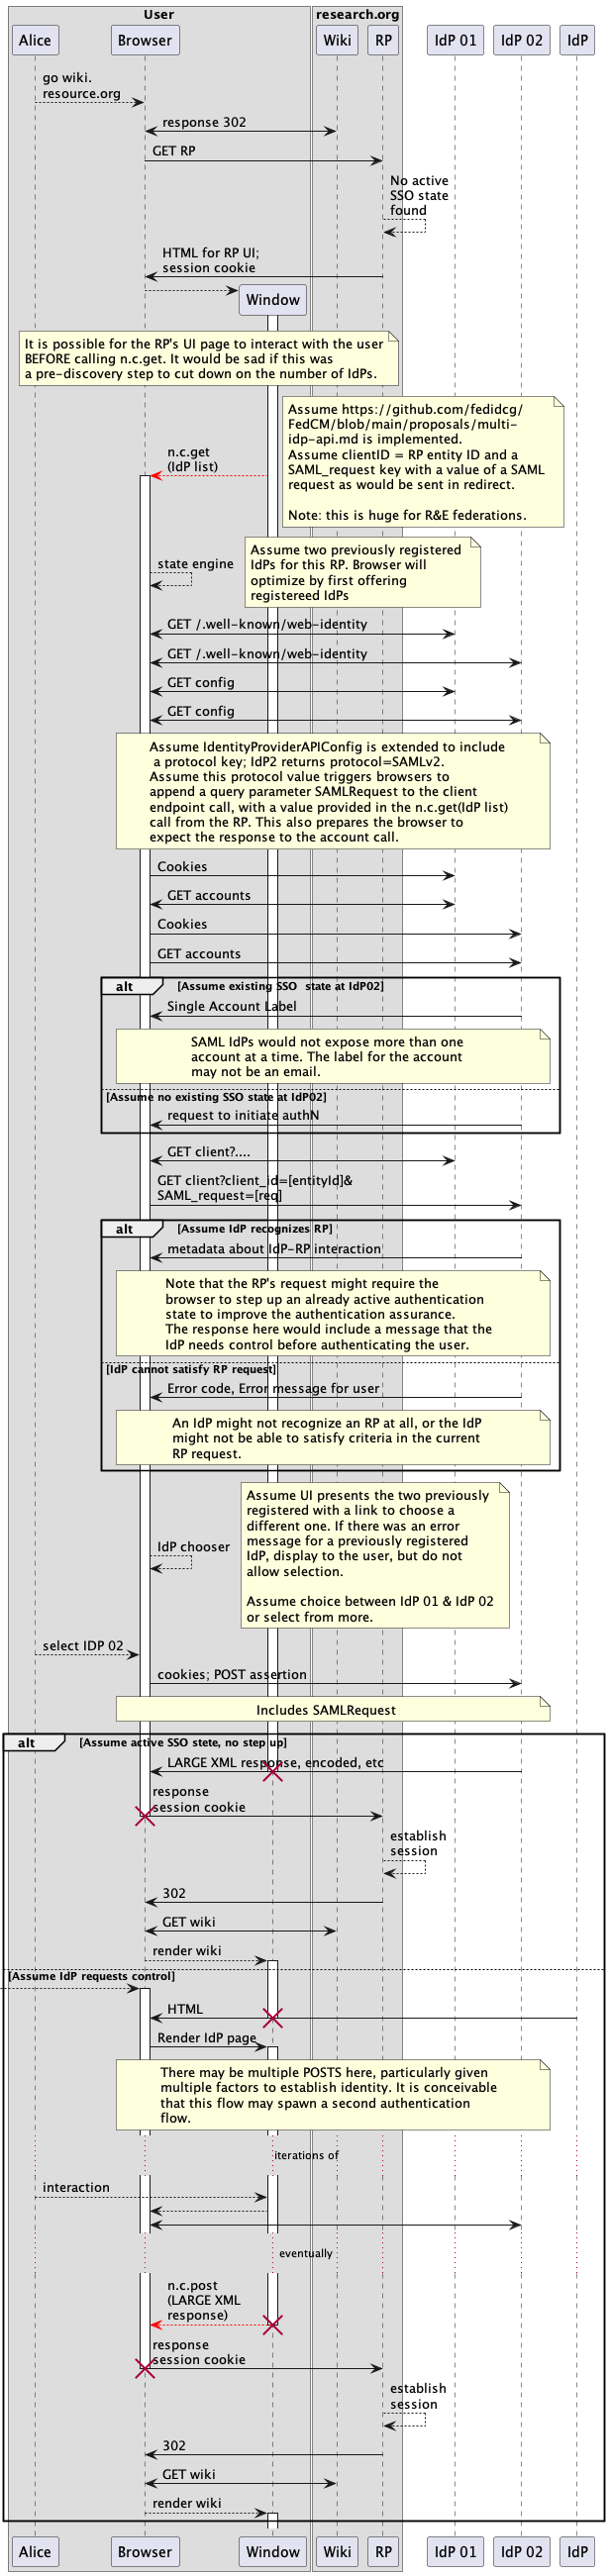 User
research.org
Alice
Browser
Wiki
RP
IdP 01
IdP 02
IdP
go wiki.
resource.org
response 302
GET RP
No active
SSO state
found
HTML for RP UI;
session cookie
Window
It is possible for the RP's UI page to interact with the user
BEFORE calling n.c.get. It would be sad if this was
a pre-discovery step to cut down on the number of IdPs.
Assume https://github.com/fedidcg/
FedCM/blob/main/proposals/multi-
idp-api.md is implemented.
Assume clientID = RP entity ID and a
SAML_request key with a value of a SAML
request as would be sent in redirect.
Note: this is huge for R&E federations.
n.c.get
(IdP list)
Assume two previously registered
IdPs for this RP. Browser will
optimize by first offering
registereed IdPs
state engine
GET /.well-known/web-identity
GET /.well-known/web-identity
GET config
GET config
Assume IdentityProviderAPIConfig is extended to include
a protocol key; IdP2 returns protocol=SAMLv2.
Assume this protocol value triggers browsers to
append a query parameter SAMLRequest to the client
endpoint call, with a value provided in the n.c.get(IdP list)
call from the RP. This also prepares the browser to
expect the response to the account call.
Cookies
GET accounts
Cookies
GET accounts
alt
[Assume existing SSO  state at IdP02]
Single Account Label
SAML IdPs would not expose more than one
account at a time. The label for the account
may not be an email.
[Assume no existing SSO state at IdP02]
request to initiate authN
GET client?....
GET client?client_id=[entityId]&
SAML_request=[req]
alt
[Assume IdP recognizes RP]
metadata about IdP-RP interaction
Note that the RP's request might require the
browser to step up an already active authentication
state to improve the authentication assurance.
The response here would include a message that the
IdP needs control before authenticating the user.
[IdP cannot satisfy RP request]
Error code, Error message for user
An IdP might not recognize an RP at all, or the IdP
might not be able to satisfy criteria in the current
RP request.
Assume UI presents the two previously
registered with a link to choose a
different one. If there was an error
message for a previously registered
IdP, display to the user, but do not
allow selection.
Assume choice between IdP 01 & IdP 02
or select from more.
IdP chooser
select IDP 02
cookies; POST assertion
Includes SAMLRequest
alt
[Assume active SSO stete, no step up]
LARGE XML response, encoded, etc
response
session cookie
establish
session
302
GET wiki
render wiki
[Assume IdP requests control]
HTML
Render IdP page
There may be multiple POSTS here, particularly given
multiple factors to establish identity. It is conceivable
that this flow may spawn a second authentication
flow.
iterations of
interaction
eventually
n.c.post
(LARGE XML
response)
response
session cookie
establish
session
302
GET wiki
render wiki
Alice
Browser
Window
Wiki
RP
IdP 01
IdP 02
IdP